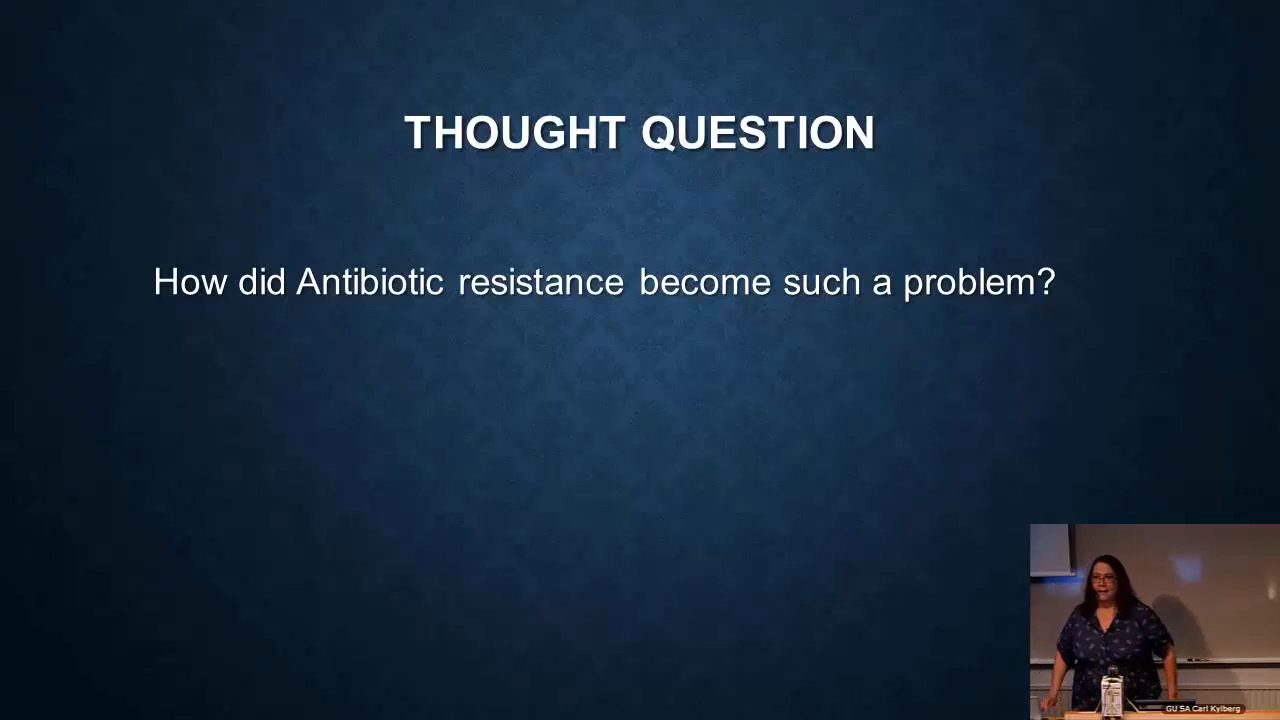 THOUGHT QUESTION
How did Antibiotic resistance become such a problem?
GU SA Carl Kylberg